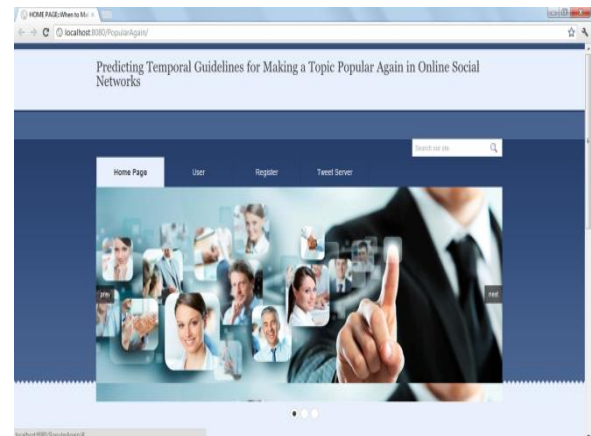 HOME PAGE:When to Ma
localhost:8080/PopularAgain/
Predicting Temporal Guidelines for Making a Topic Popular Again in Online Social
Networks
Search our site
Home Page User Register Tweet Server
prev next